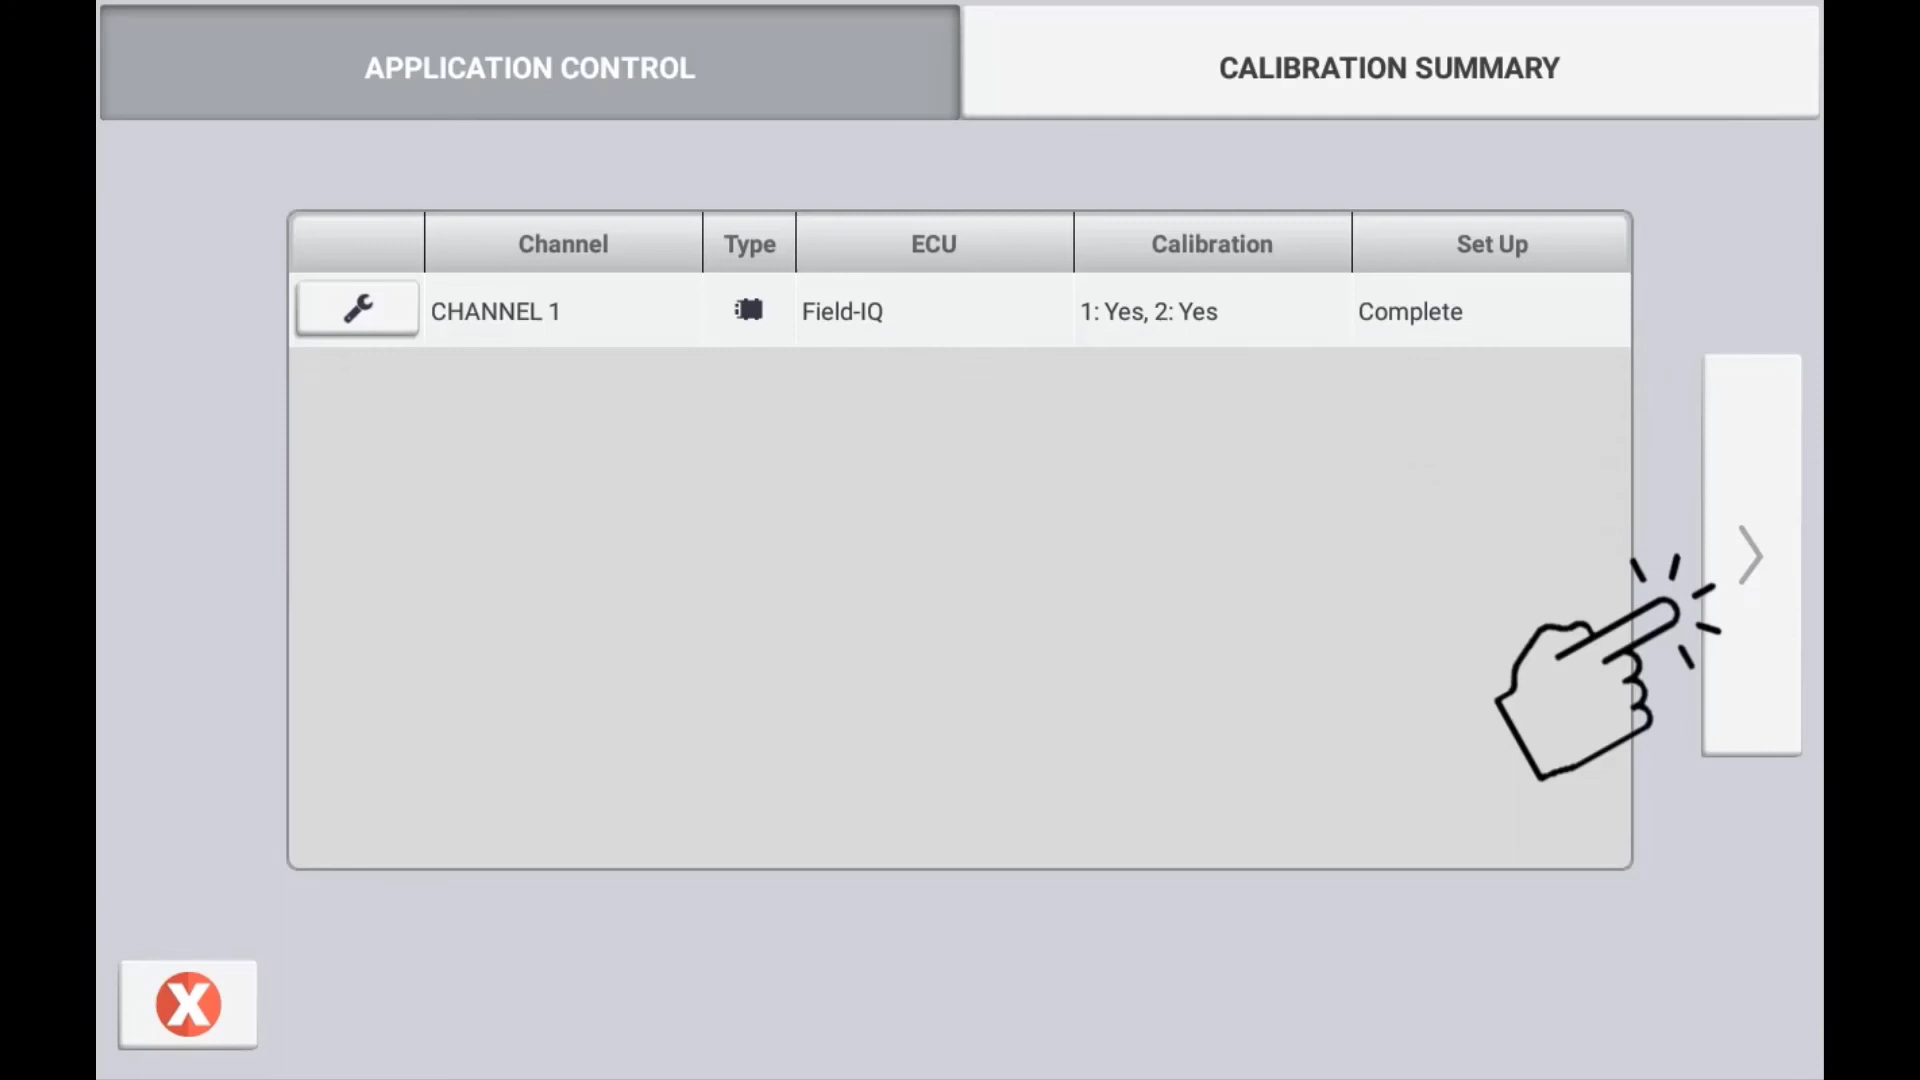 APPLICATION CONTROL
CALIBRATION SUMMARY
Channel Type ECU Calibration Set Up
CHANNEL 1 Field-IQ 1: Yes, 2: Yes Complete
X